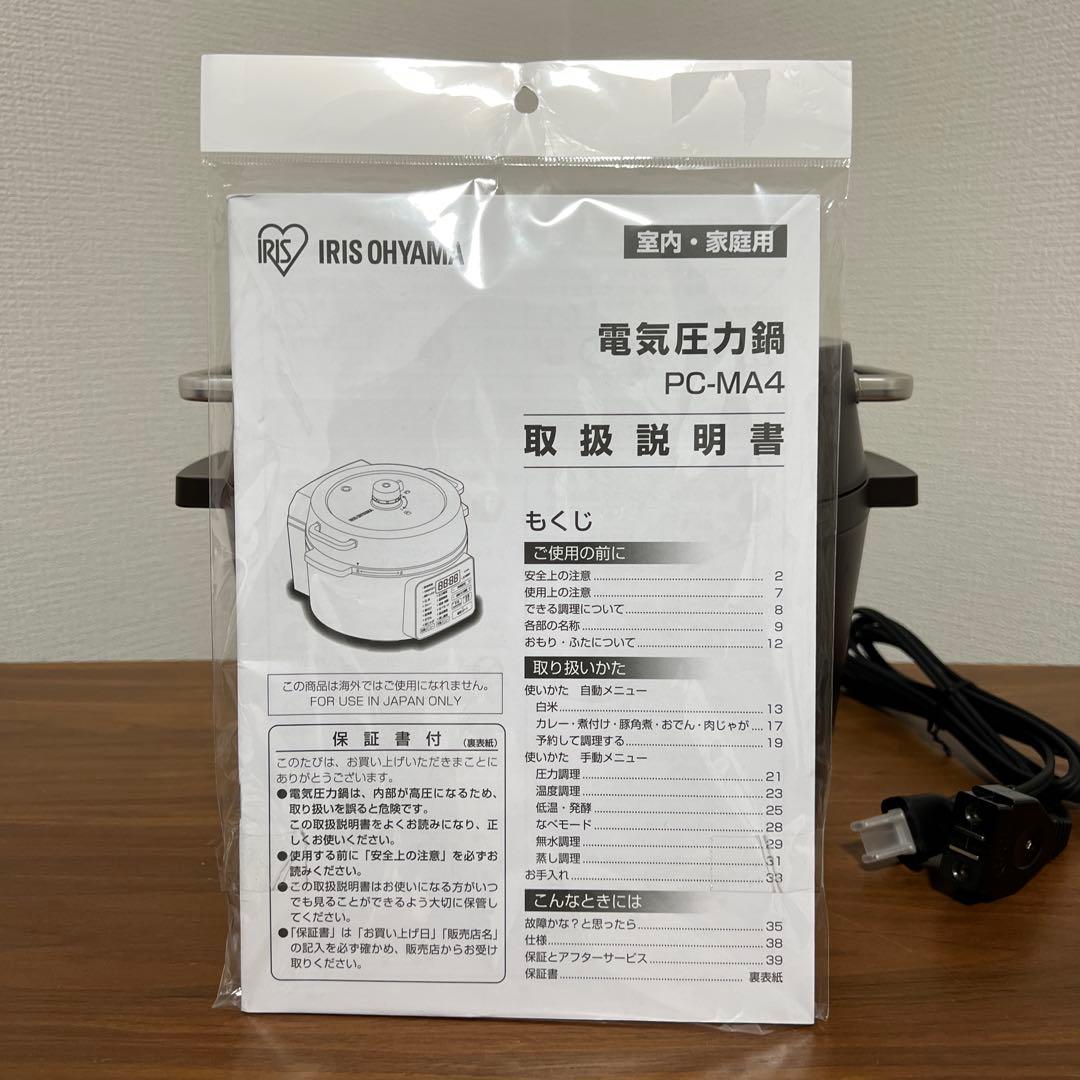 IRIS IRIS OHYAMA
室内・家庭用
電気圧力鍋
PC-MA4
取扱説明書
IRIS OHYAMA
88:88
この商品は海外ではご使用になれません。
FOR USE IN JAPAN ONLY
保証書付（裏表紙）
このたびは、お買い上げいただきまことに
ありがとうございます。
●電気圧力鍋は、内部が高圧になるため、
取り扱いを誤ると危険です。
この取扱説明書をよくお読みになり、正
しくお使いください。
●使用する前に「安全上の注意」を必ずお
読みください。
●この取扱説明書はお使いになる方がいつ
でも見ることができるよう大切に保管し
てください。
●「保証書」は「お買い上げ日」「販売店名」
の記入を必ず確かめ、販売店からお受け
取りください。
もくじ
ご使用の前に
安全上の注意 2
使用上の注意 7
できる調理について 8
各部の名称 9
おもり・ふたについて 12
取り扱いかた
使いかた 自動メニュー
白米 13
カレー・煮付け・豚角煮・おでん・肉じゃが 17
予約して調理する 19
使いかた 手動メニュー
圧力調理 21
温度調理 23
低温・発酵 25
なべモード 28
無水調理 29
蒸し調理 31
お手入れ 33
こんなときには
故障かな？と思ったら 35
仕様 38
保証とアフターサービス 39
保証書 裏表紙